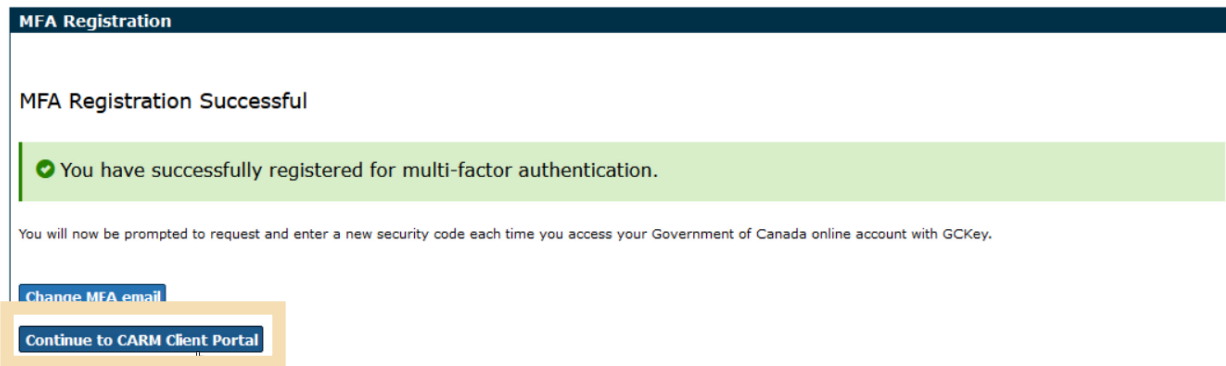 MFA Registration
MFA Registration Successful
You have successfully registered for multi-factor authentication.
You will now be prompted to request and enter a new security code each time you access your Government of Canada online account with GCKey.
Change MFA email
Continue to CARM Client Portal